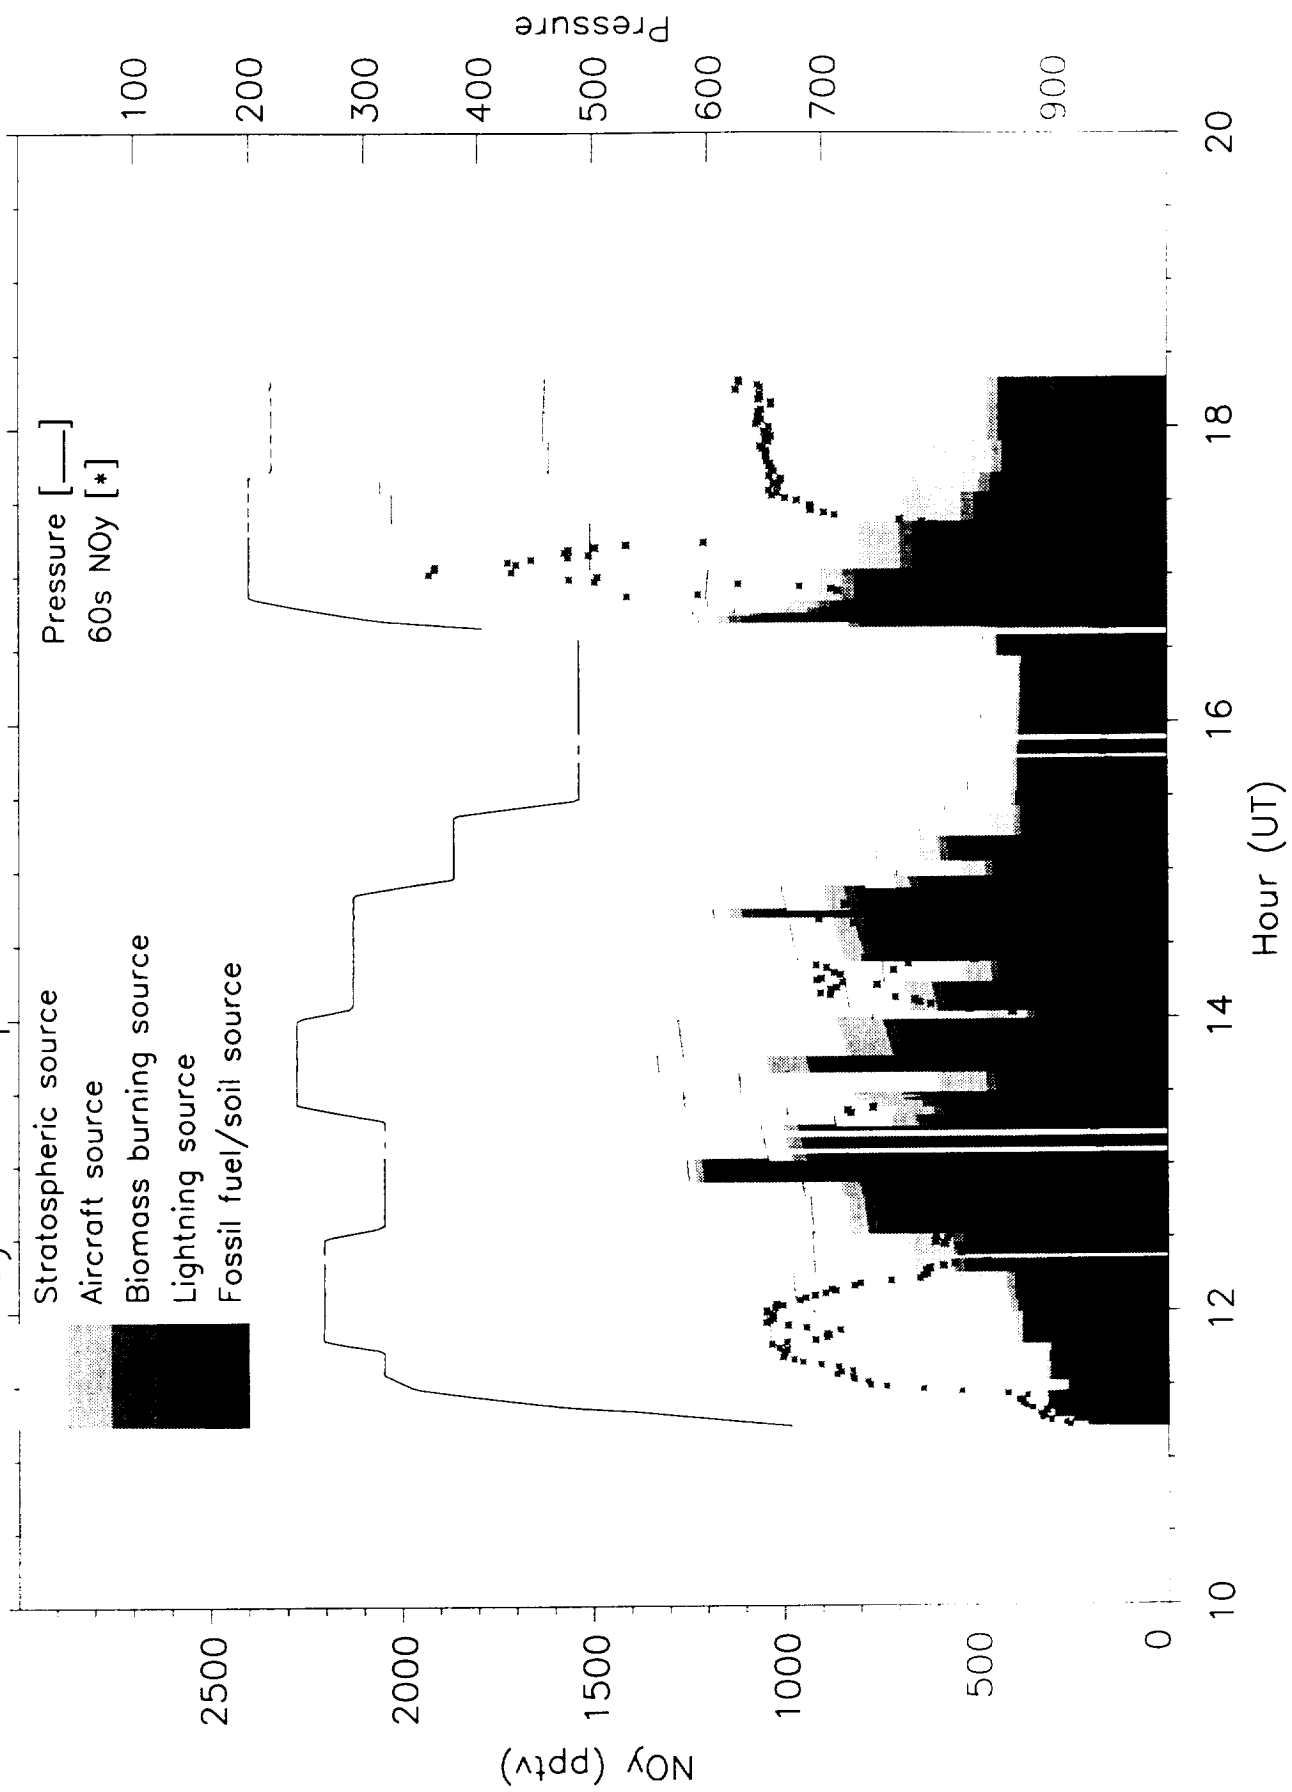 Stratospheric source
Aircraft source
Biomass burning source
Lightning source
Fossil fuel/soil source
Pressure [___]
60s NOy [*]
NOy (pptv)
2500
2000
1500
1000
500
0
Pressure
100
200
300
400
500
600
700
900
10
12
14
16
18
20
Hour (UT)